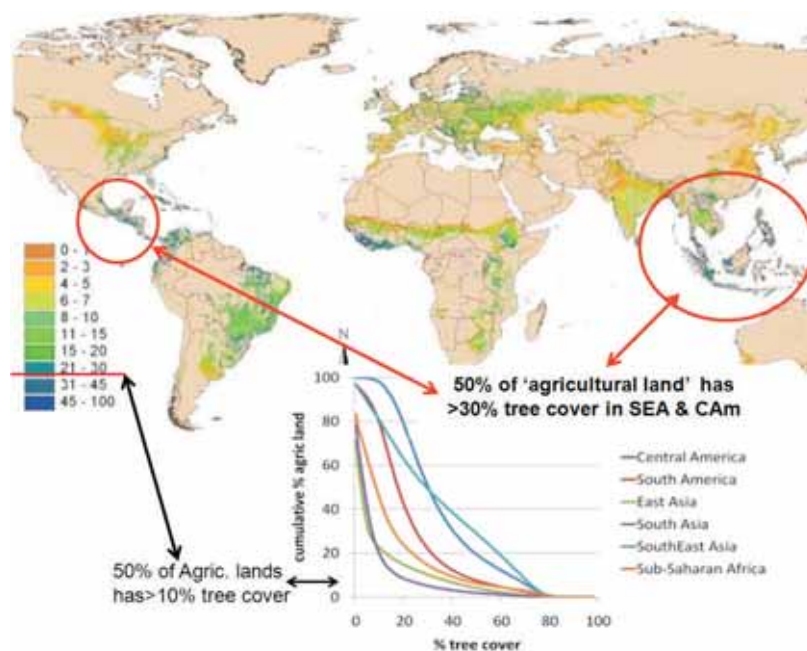 0 - 1
2 - 3
4 - 5
6 - 7
8 - 10
11 - 15
15 - 20
21 - 30
31 - 45
45 - 100
N
50% of 'agricultural land' has
>30% tree cover in SEA & CAm
50% of Agric. lands
has>10% tree cover
cumulative % agric land
100
80
60
40
20
0
0 20 40 60 80 100
% tree cover
Central America
South America
East Asia
South Asia
SouthEast Asia
Sub-Saharan Africa